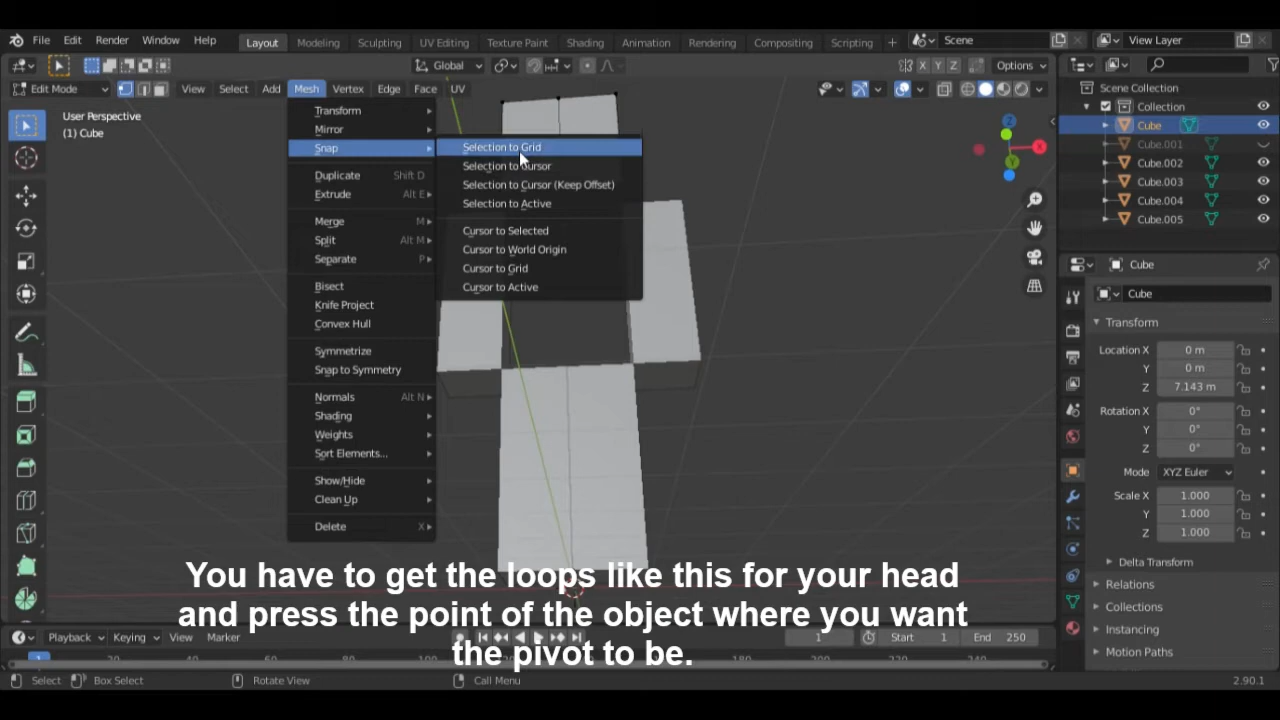 File Edit Render Window Help Layout Modeling Sculpting UV Editing Texture Paint Shading Animation Rendering Compositing Scripting + Scene View Layer
Global Options
X Y Z
Edit Mode View Select Add Mesh Vertex Edge Face UV
User Perspective
(1) Cube
Transform
Mirror
Snap
Duplicate Shift D
Extrude Alt E
Merge M
Split Alt M
Separate P
Bisect
Knife Project
Convex Hull
Symmetrize
Snap to Symmetry
Normals Alt N
Shading
Weights
Sort Elements...
Show/Hide
Clean Up
Delete X
Selection to Grid
Selection to Cursor
Selection to Cursor (Keep Offset)
Selection to Active
Cursor to Selected
Cursor to World Origin
Cursor to Grid
Cursor to Active
Z
X
Y
Scene Collection
Collection
Cube
Cube.001
Cube.002
Cube.003
Cube.004
Cube.005
Cube
Cube
Transform
Location X 0 m
Y 0 m
Z 7.143 m
Rotation X 0°
Y 0°
Z 0°
Mode XYZ Euler
Scale X 1.000
Y 1.000
Z 1.000
Delta Transform
Relations
Collections
Instancing
Motion Paths
You have to get the loops like this for your head
and press the point of the object where you want
the pivot to be.
Playback Keying View Marker 1 Start 1 End 250
1
Select Box Select Rotate View Call Menu 2.90.1